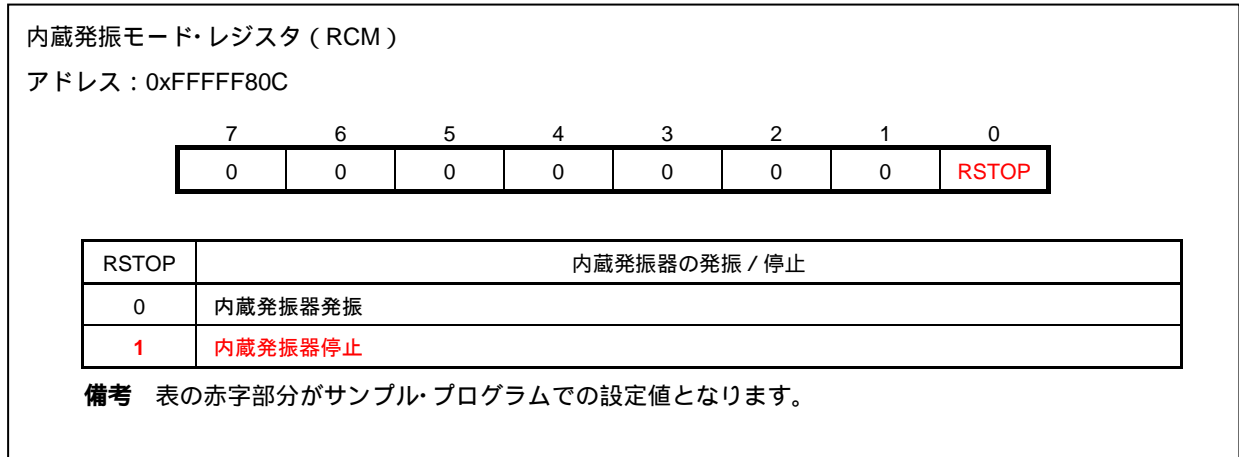 内蔵発振モード・レジスタ（RCM）
アドレス：0xFFFFF80C
7 6 5 4 3 2 1 0
0 0 0 0 0 0 0 RSTOP
RSTOP 内蔵発振器の発振／停止
0 内蔵発振器発振
1 内蔵発振器停止
備考　表の赤字部分がサンプル・プログラムでの設定値となります。